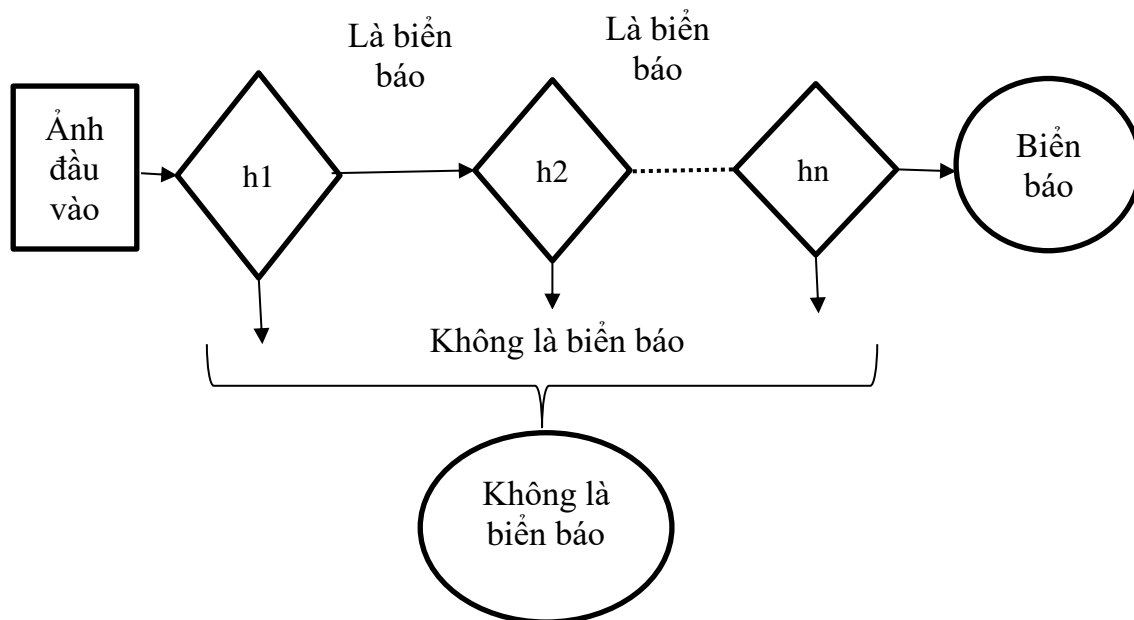 Là biển
báo
Là biển
báo
Ảnh
đầu
vào
h1
h2
hn
Biển
báo
Không là biển báo
Không là
biển báo